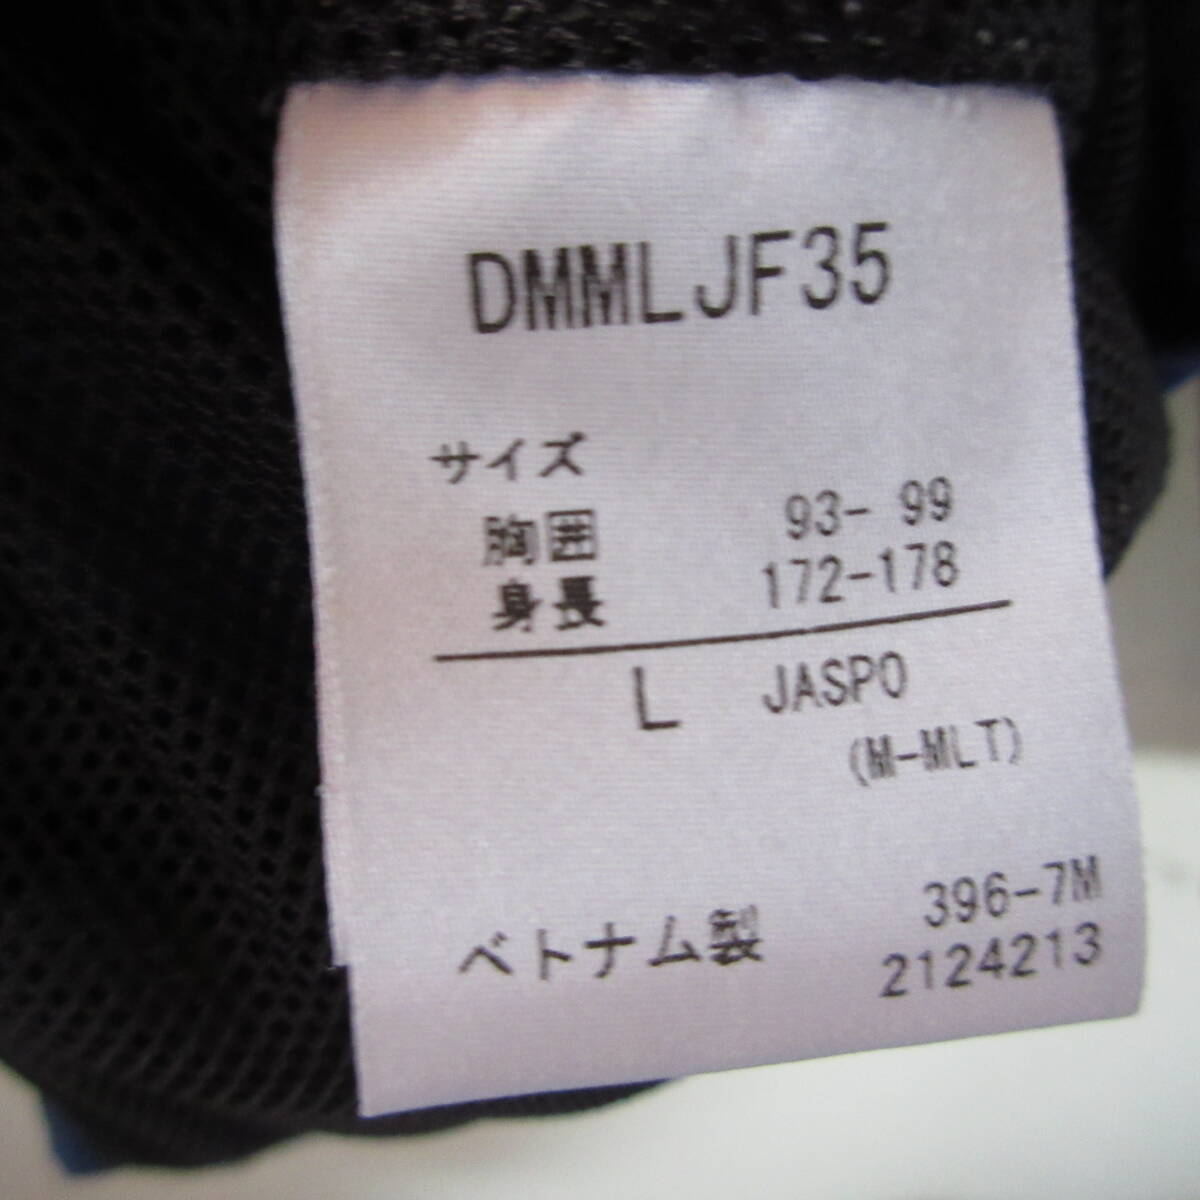 DMMLJF35
サイズ
胸囲 93- 99
身長 172-178
L JASPO
(M-MLT)
396-7M
ベトナム製 2124213